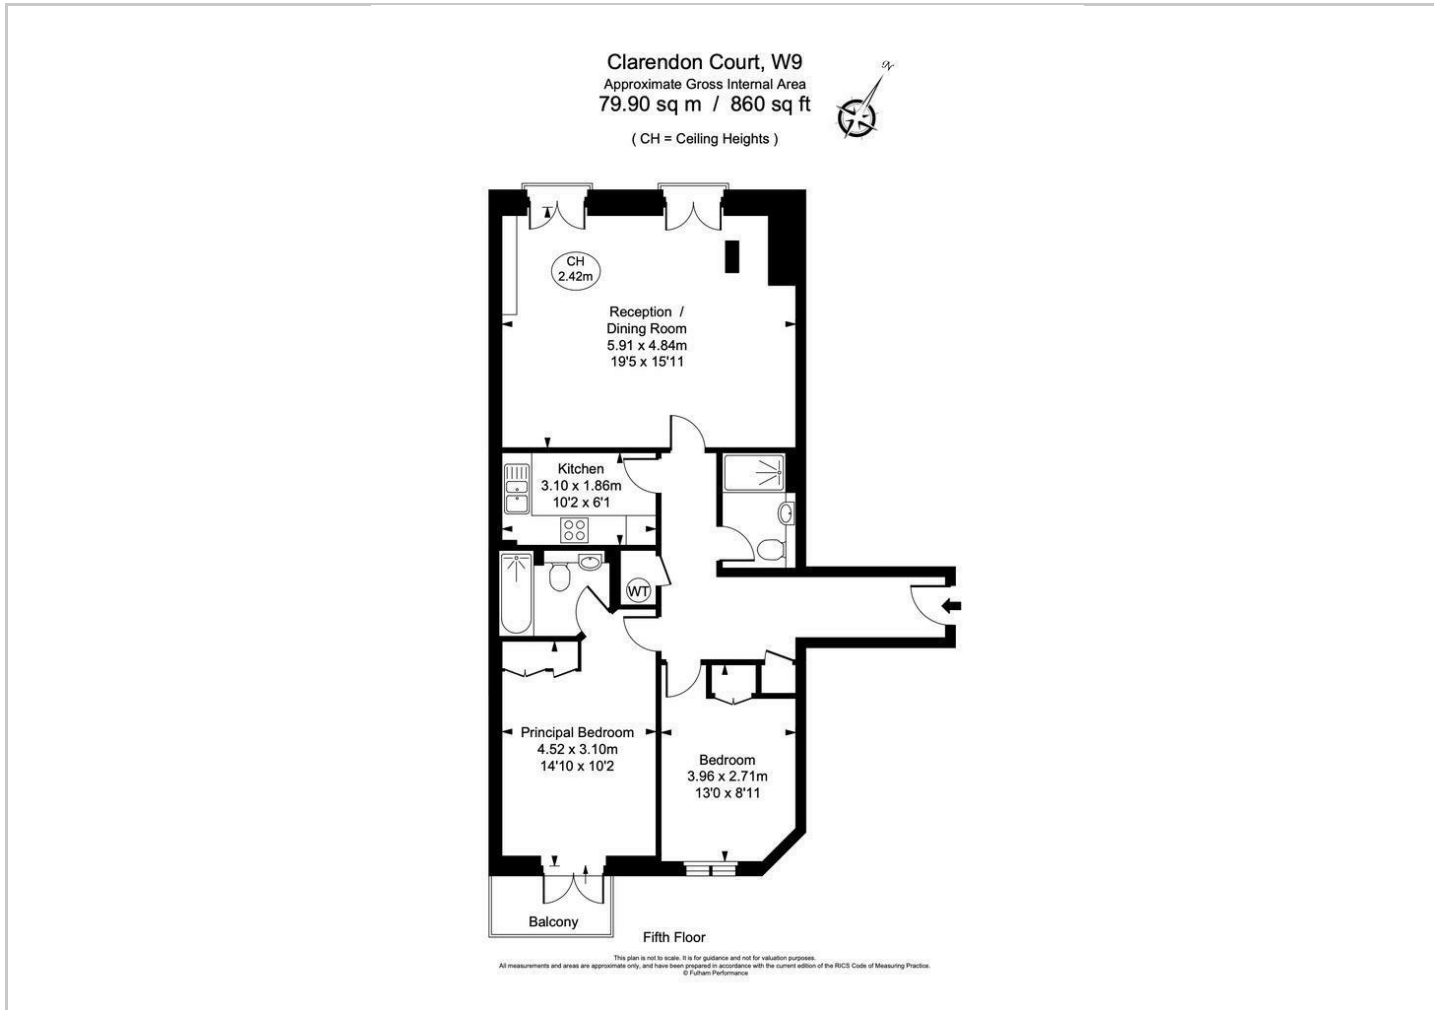 Clarendon Court, W9
Approximate Gross Internal Area
79.90 sq m / 860 sq ft
( CH = Ceiling Heights )
N
CH
2.42m
Reception /
Dining Room
5.91 x 4.84m
19'5 x 15'11
Kitchen
3.10 x 1.86m
10'2 x 6'1
WT
Principal Bedroom
4.52 x 3.10m
14'10 x 10'2
Bedroom
3.96 x 2.71m
13'0 x 8'11
Balcony
Fifth Floor
This plan is not to scale. It is for guidance and not for valuation purposes.
All measurements and areas are approximate only, and have been prepared in accordance with the current edition of the RICS Code of Measuring Practice.
© Fulham Performance